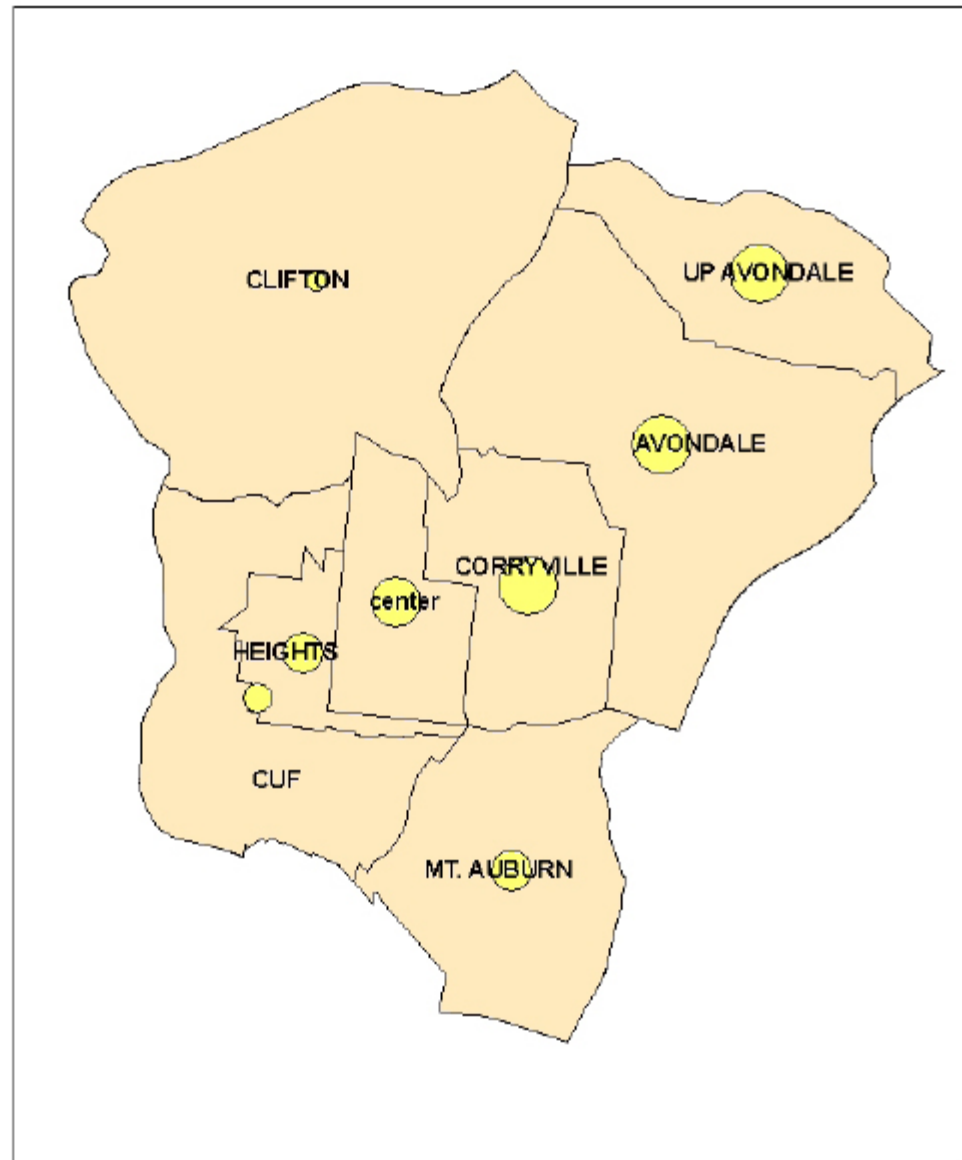 CLIFTON
UP AVONDALE
AVONDALE
CORRYVILLE
center
HEIGHTS
CUF
MT. AUBURN